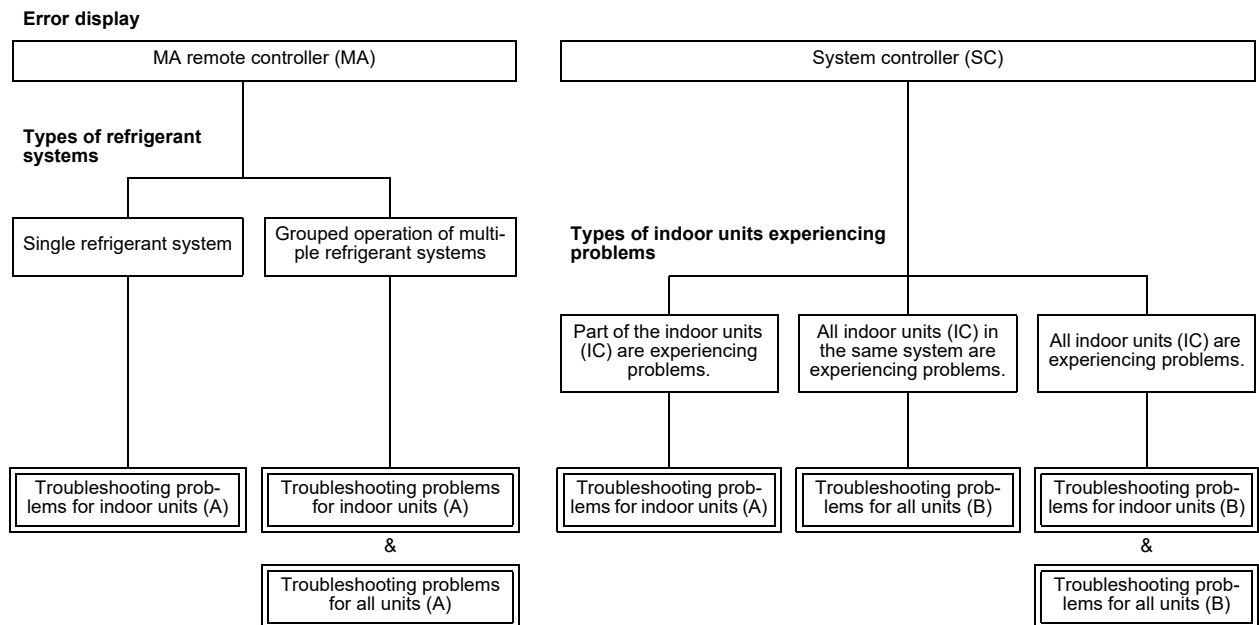 Error display
MA remote controller (MA)
System controller (SC)
Types of refrigerant
systems
Single refrigerant system
Grouped operation of multi-
ple refrigerant systems
Types of indoor units experiencing
problems
Part of the indoor units
(IC) are experiencing
problems.
All indoor units (IC) in
the same system are
experiencing problems.
All indoor units (IC) are
experiencing problems.
Troubleshooting prob-
lems for indoor units (A)
Troubleshooting problems
for indoor units (A)
&
Troubleshooting problems
for all units (A)
Troubleshooting prob-
lems for indoor units (A)
Troubleshooting prob-
lems for all units (B)
Troubleshooting prob-
lems for indoor units (B)
&
Troubleshooting prob-
lems for all units (B)